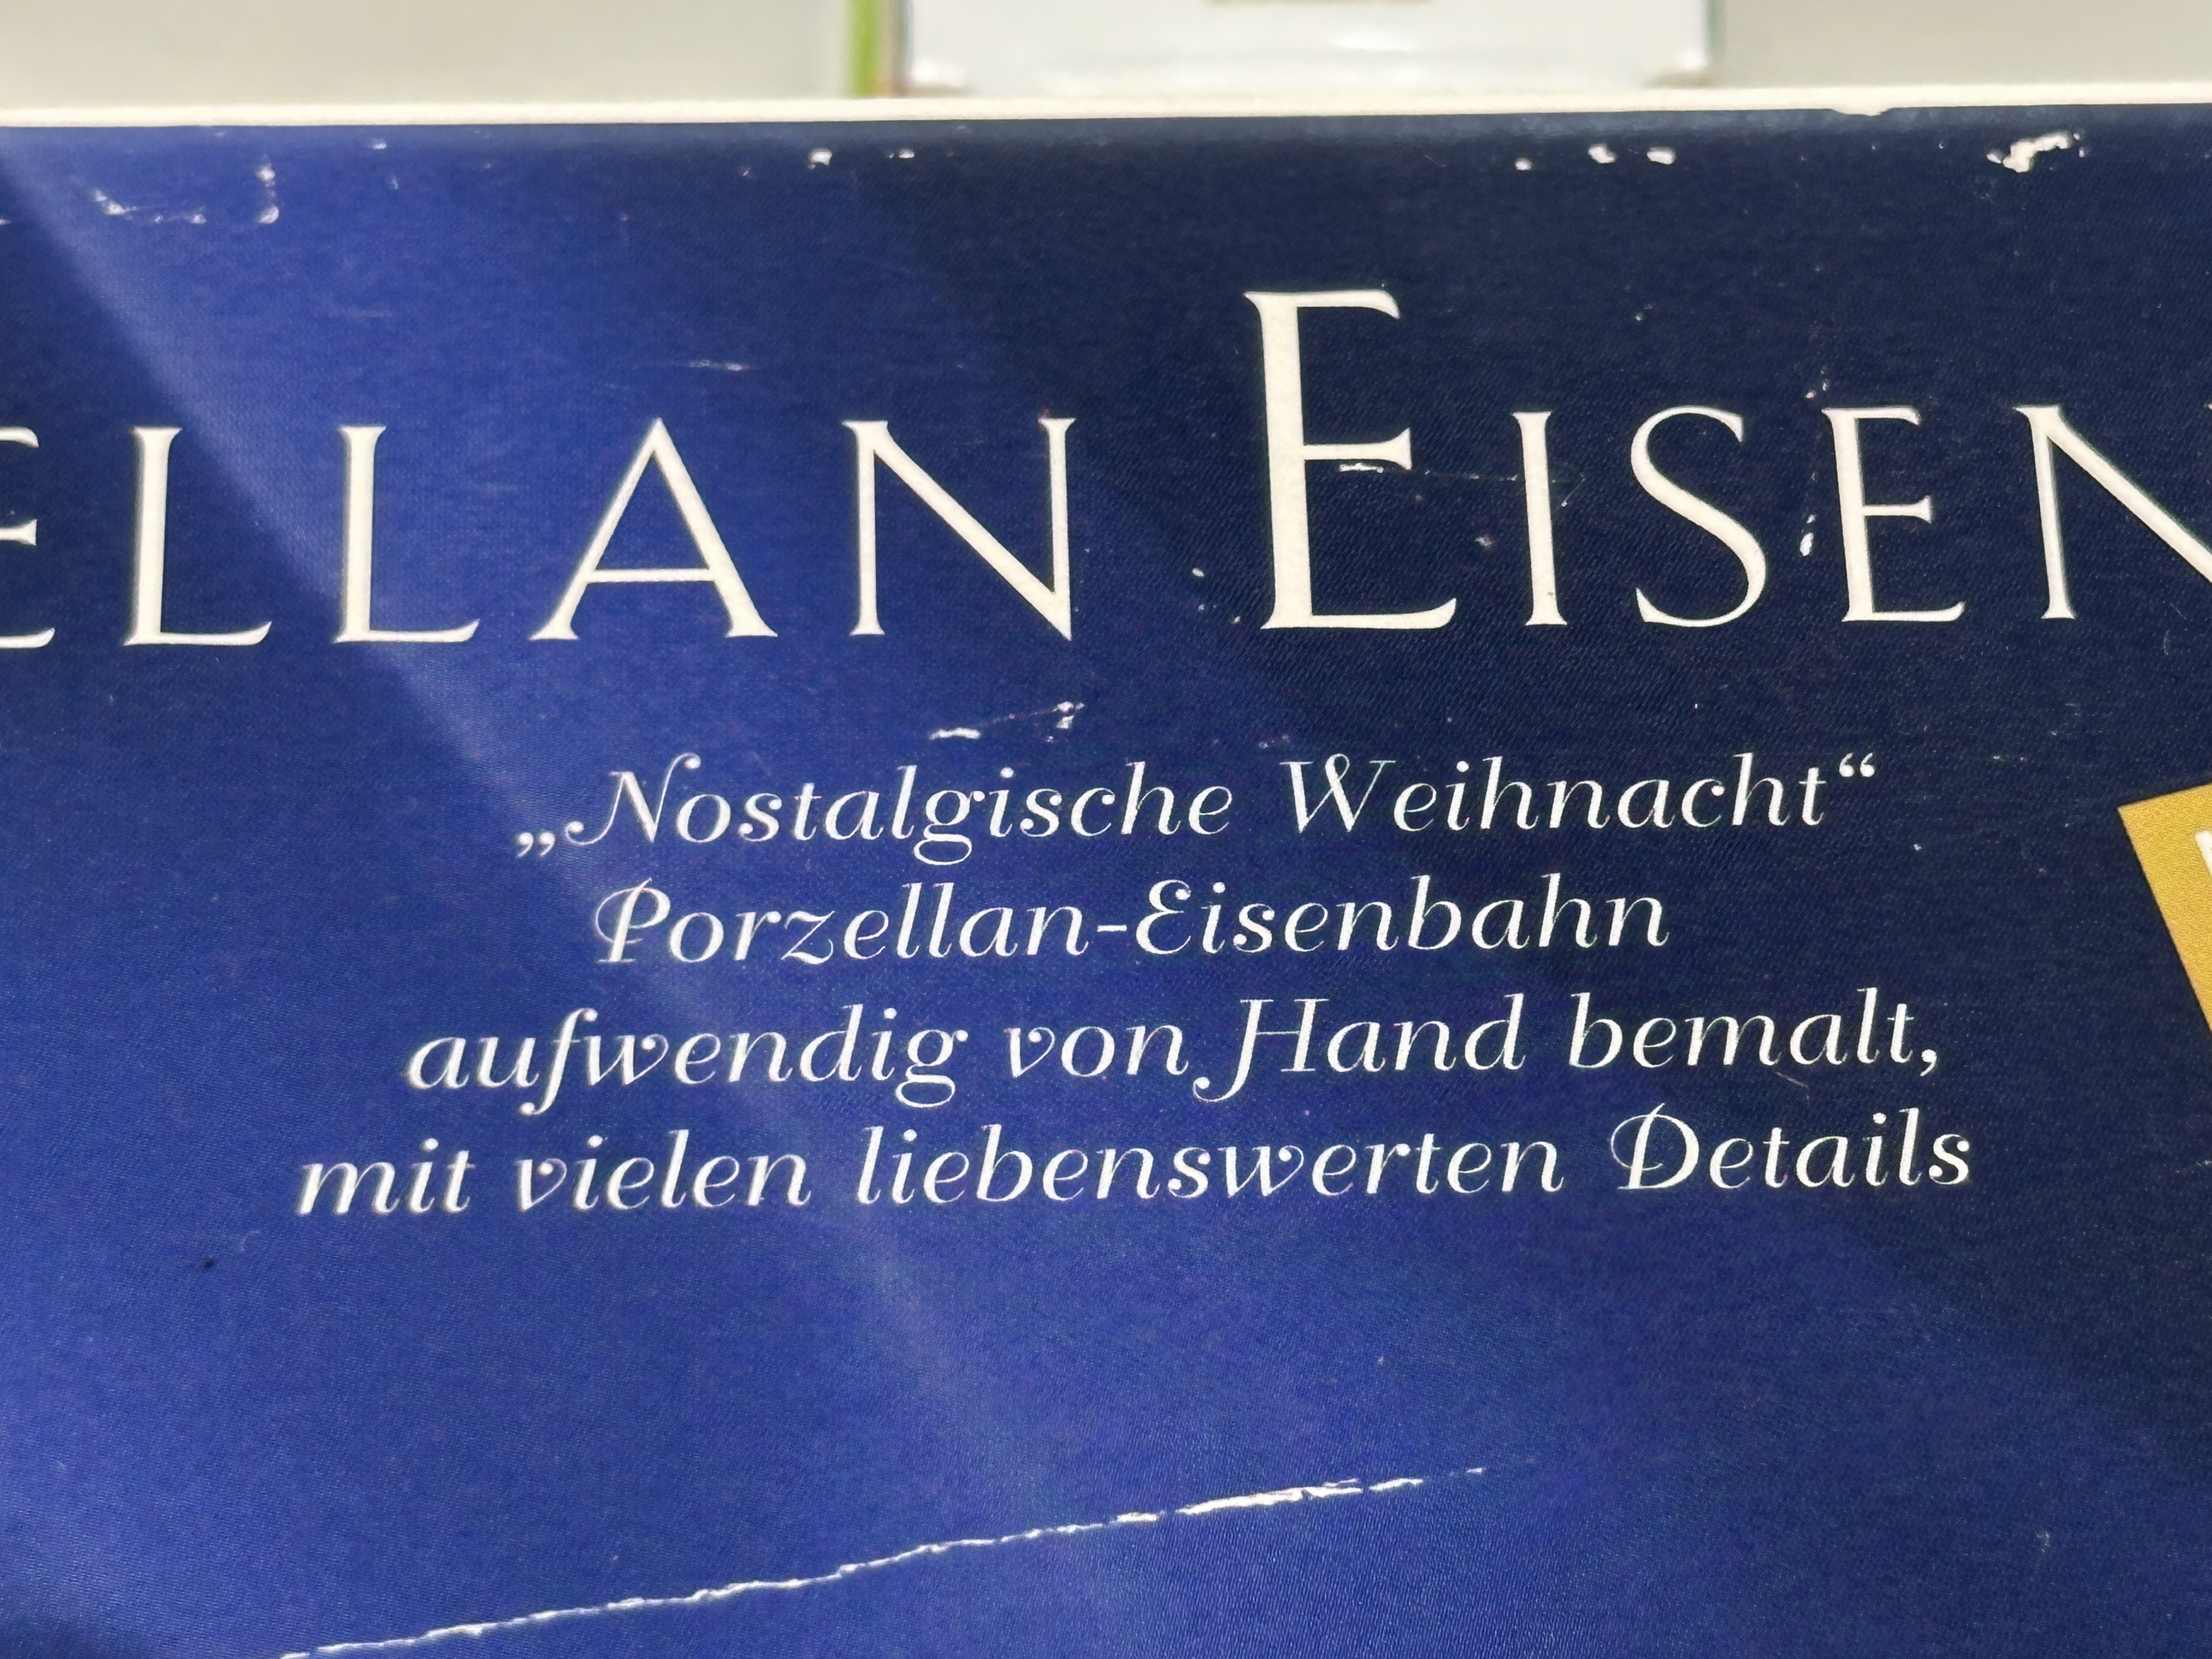 ELLAN EISEN
„Nostalgische Weihnacht“
Porzellan-Eisenbahn
aufwendig von Hand bemalt,
mit vielen liebenswerten Details